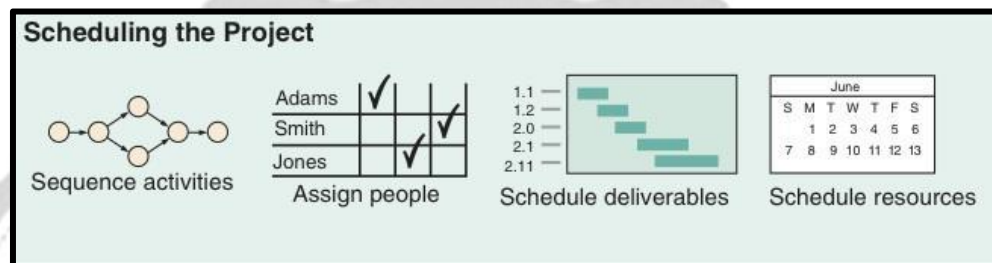 Scheduling the Project
Sequence activities
Adams
Smith
Jones
Assign people
1.1
1.2
2.0
2.1
2.11
Schedule deliverables
June
S M T W T F S
1 2 3 4 5 6
7 8 9 10 11 12 13
Schedule resources